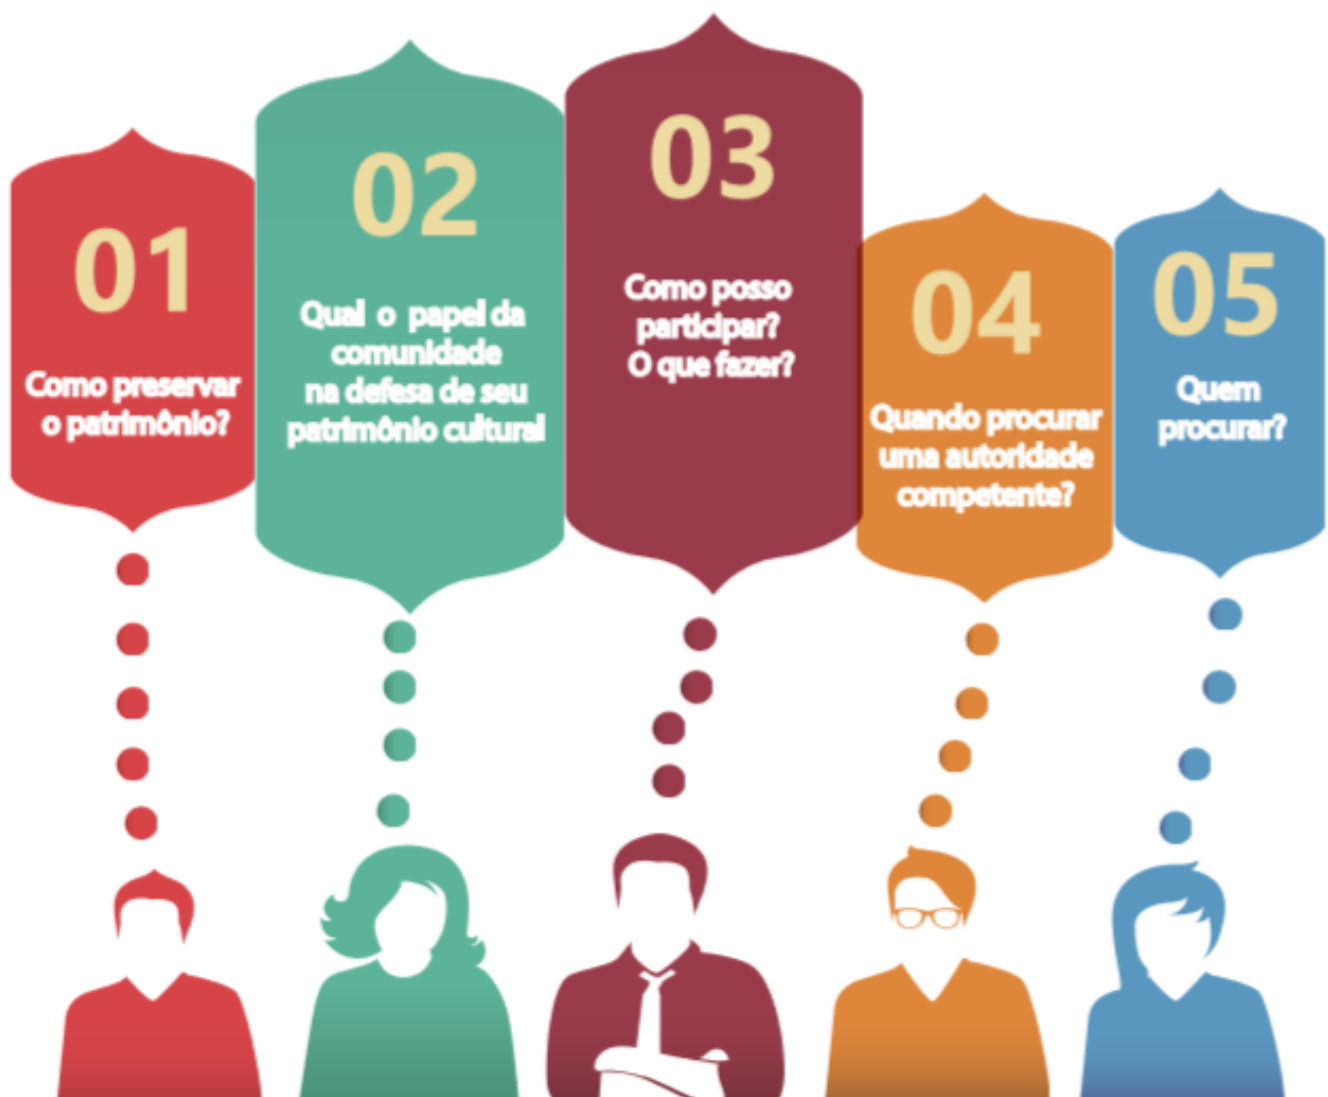 01
Como preservar
o patrimônio?
02
Qual o papel da
comunidade
na defesa de seu
patrimônio cultural
03
Como posso
participar?
O que fazer?
04
Quando procurar
uma autoridade
competente?
05
Quem
procurar?